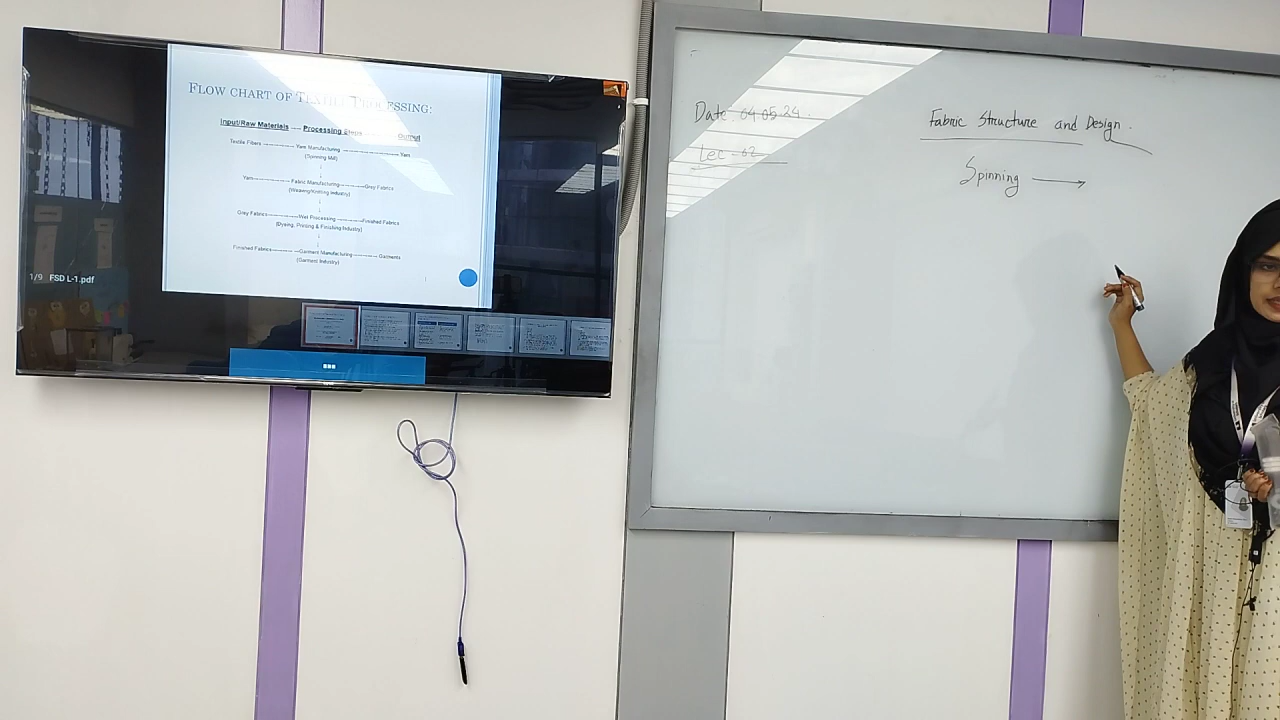 FLOW CHART OF TEXTILE PROCESSING:
Input/Raw Materials ---- Processing Steps ---- Output
Textile Fibers ---- Yarn Manufacturing ---- Yarn
(Spinning Mill)
Yarn ---- Fabric Manufacturing ---- Grey Fabrics
(Weaving/Knitting Industry)
Grey Fabrics ---- Wet Processing ---- Finished Fabrics
(Dyeing, Printing & Finishing Industry)
Finished Fabrics ---- Garment Manufacturing ---- Garments
(Garment Industry)
1/9 FSD L-1.pdf
Date: 04.05.24.
Lec - 02
Fabric Structure and Design.
Spinning →